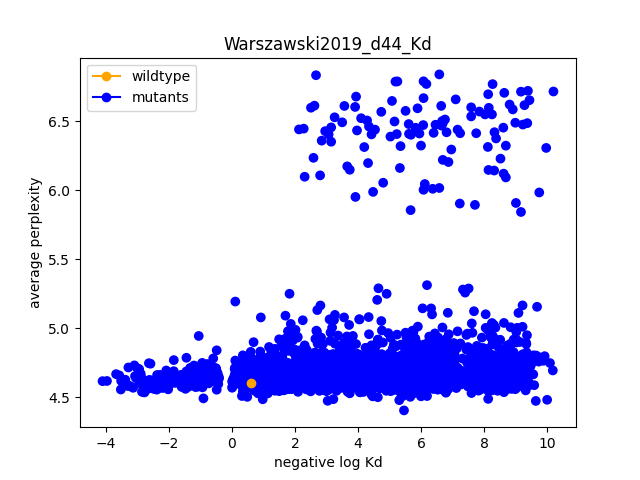 Warszawski2019_d44_Kd
wildtype
mutants
average perplexity
6.5
6.0
5.5
5.0
4.5
−4 −2 0 2 4 6 8 10
negative log Kd